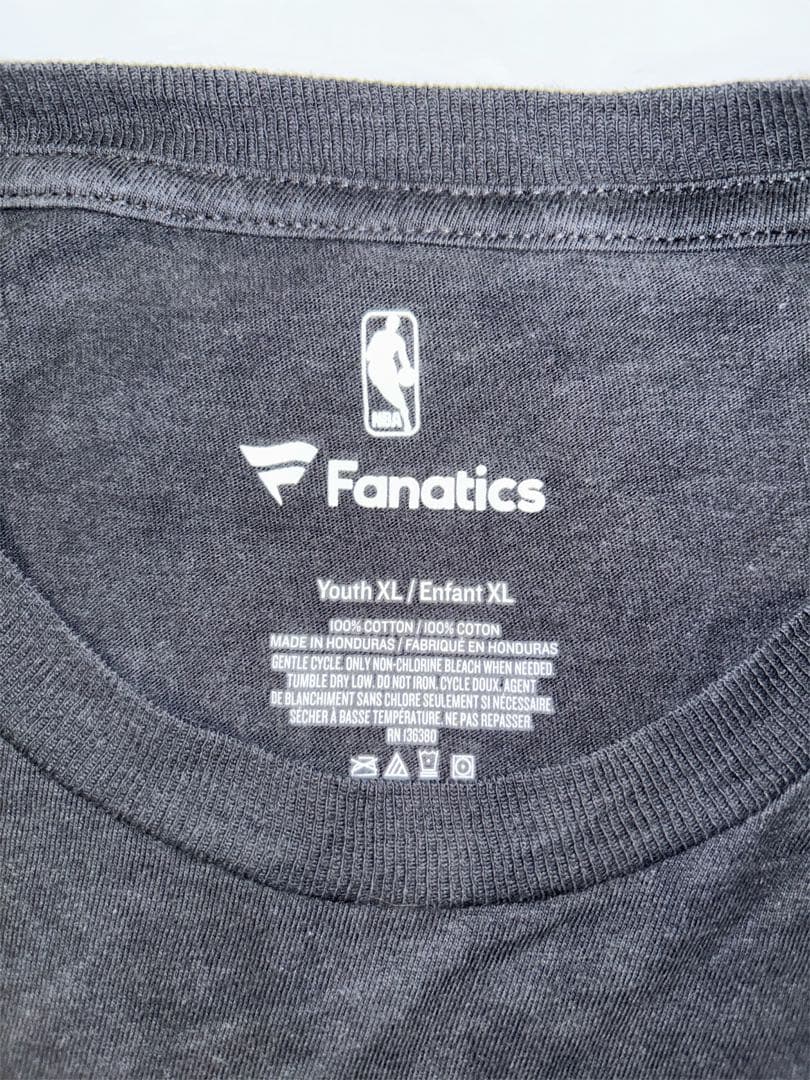 NBA
Fanatics
Youth XL / Enfant XL
100% COTTON / 100% COTON
MADE IN HONDURAS / FABRIQUÉ EN HONDURAS
GENTLE CYCLE. ONLY NON-CHLORINE BLEACH WHEN NEEDED.
TUMBLE DRY LOW. DO NOT IRON. CYCLE DOUX. AGENT
DE BLANCHIMENT SANS CHLORE SEULEMENT SI NÉCESSAIRE.
SÉCHER À BASSE TEMPÉRATURE. NE PAS REPASSER.
RN 136380